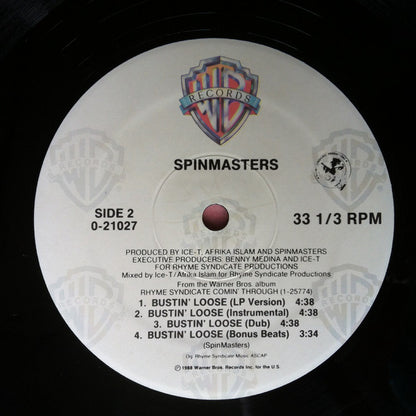 WB
RECORDS
SPINMASTERS
SIDE 2
0-21027
33 1/3 RPM
PRODUCED BY ICE-T, AFRIKA ISLAM AND SPINMASTERS
EXECUTIVE PRODUCERS: BENNY MEDINA AND ICE-T
FOR RHYME SYNDICATE PRODUCTIONS
Mixed by Ice-T/Afrika Islam for Rhyme Syndicate Productions
From the Warner Bros. album
RHYME SYNDICATE COMIN' THROUGH (1-25774)
1. BUSTIN' LOOSE (LP Version) 4:38
2. BUSTIN' LOOSE (Instrumental) 4:38
3. BUSTIN' LOOSE (Dub) 4:38
4. BUSTIN' LOOSE (Bonus Beats) 3:34
(SpinMasters)
Rhyme Syndicate Music ASCAP
1988 Warner Bros. Records Inc. for the U.S.